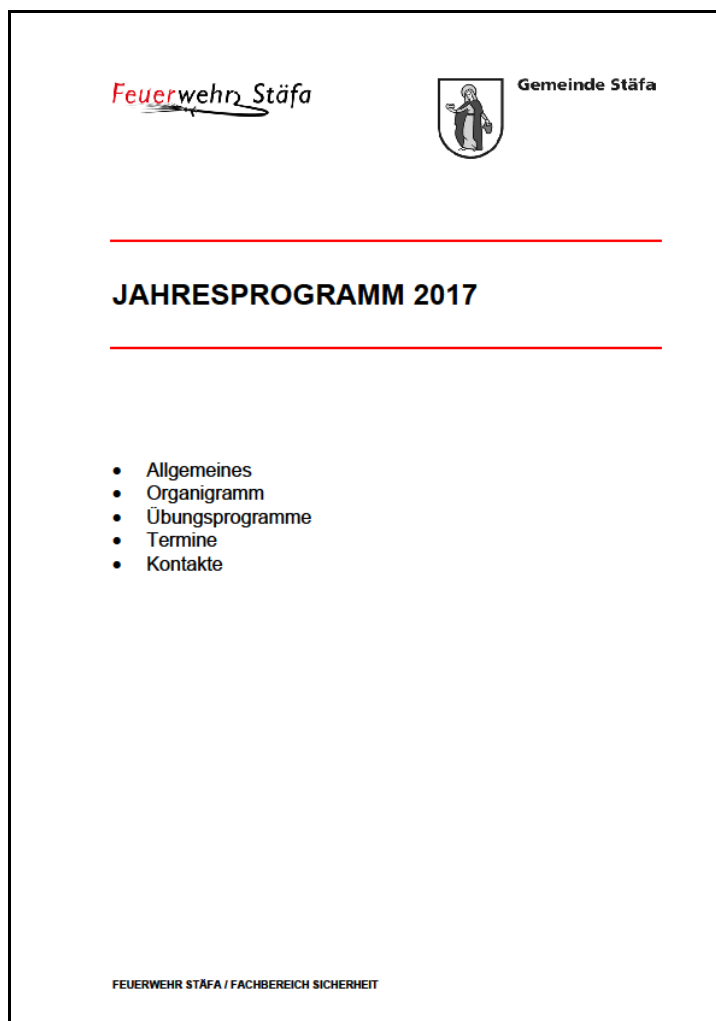 Feuerwehr Stäfa
Gemeinde Stäfa
JAHRESPROGRAMM 2017
• Allgemeines
• Organigramm
• Übungsprogramme
• Termine
• Kontakte
FEUERWEHR STÄFA / FACHBEREICH SICHERHEIT